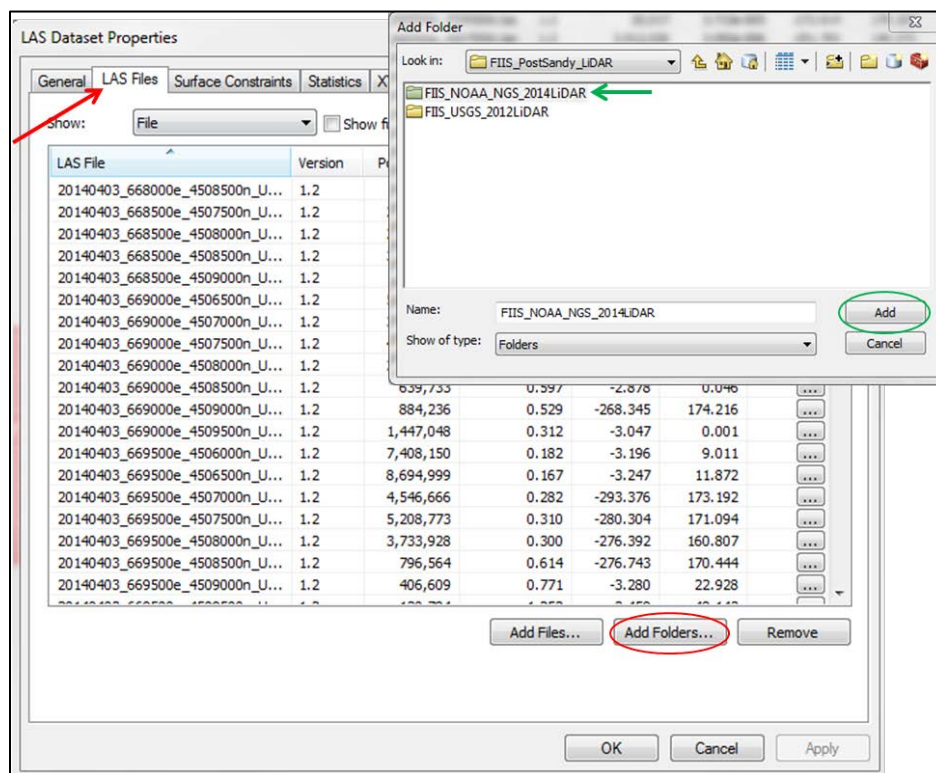 LAS Dataset Properties
General LAS Files Surface Constraints Statistics
Show: File Show
LAS File Version
20140403_668000e_4508500n_U... 1.2
20140403_668500e_4507500n_U... 1.2
20140403_668500e_4508000n_U... 1.2
20140403_668500e_4508500n_U... 1.2
20140403_668500e_4509000n_U... 1.2
20140403_669000e_4506500n_U... 1.2
20140403_669000e_4507000n_U... 1.2
20140403_669000e_4507500n_U... 1.2
20140403_669000e_4508000n_U... 1.2
20140403_669000e_4508500n_U... 1.2 639,733 0.597 -2.878 0.046 ...
20140403_669000e_4509000n_U... 1.2 884,236 0.529 -268.345 174.216 ...
20140403_669000e_4509500n_U... 1.2 1,447,048 0.312 -3.047 0.001 ...
20140403_669500e_4506000n_U... 1.2 7,408,150 0.182 -3.196 9.011 ...
20140403_669500e_4506500n_U... 1.2 8,694,999 0.167 -3.247 11.872 ...
20140403_669500e_4507000n_U... 1.2 4,546,666 0.282 -293.376 173.192 ...
20140403_669500e_4507500n_U... 1.2 5,208,773 0.310 -280.304 171.094 ...
20140403_669500e_4508000n_U... 1.2 3,733,928 0.300 -276.392 160.807 ...
20140403_669500e_4508500n_U... 1.2 796,564 0.614 -276.743 170.444 ...
20140403_669500e_4509000n_U... 1.2 406,609 0.771 -3.280 22.928 ...
Add Files... Add Folders... Remove
OK Cancel Apply
Add Folder
Look in: FIIS_PostSandy_LiDAR
FIIS_NOAA_NGS_2014LiDAR
FIIS_USGS_2012LiDAR
Name: FIIS_NOAA_NGS_2014LiDAR Add
Show of type: Folders Cancel